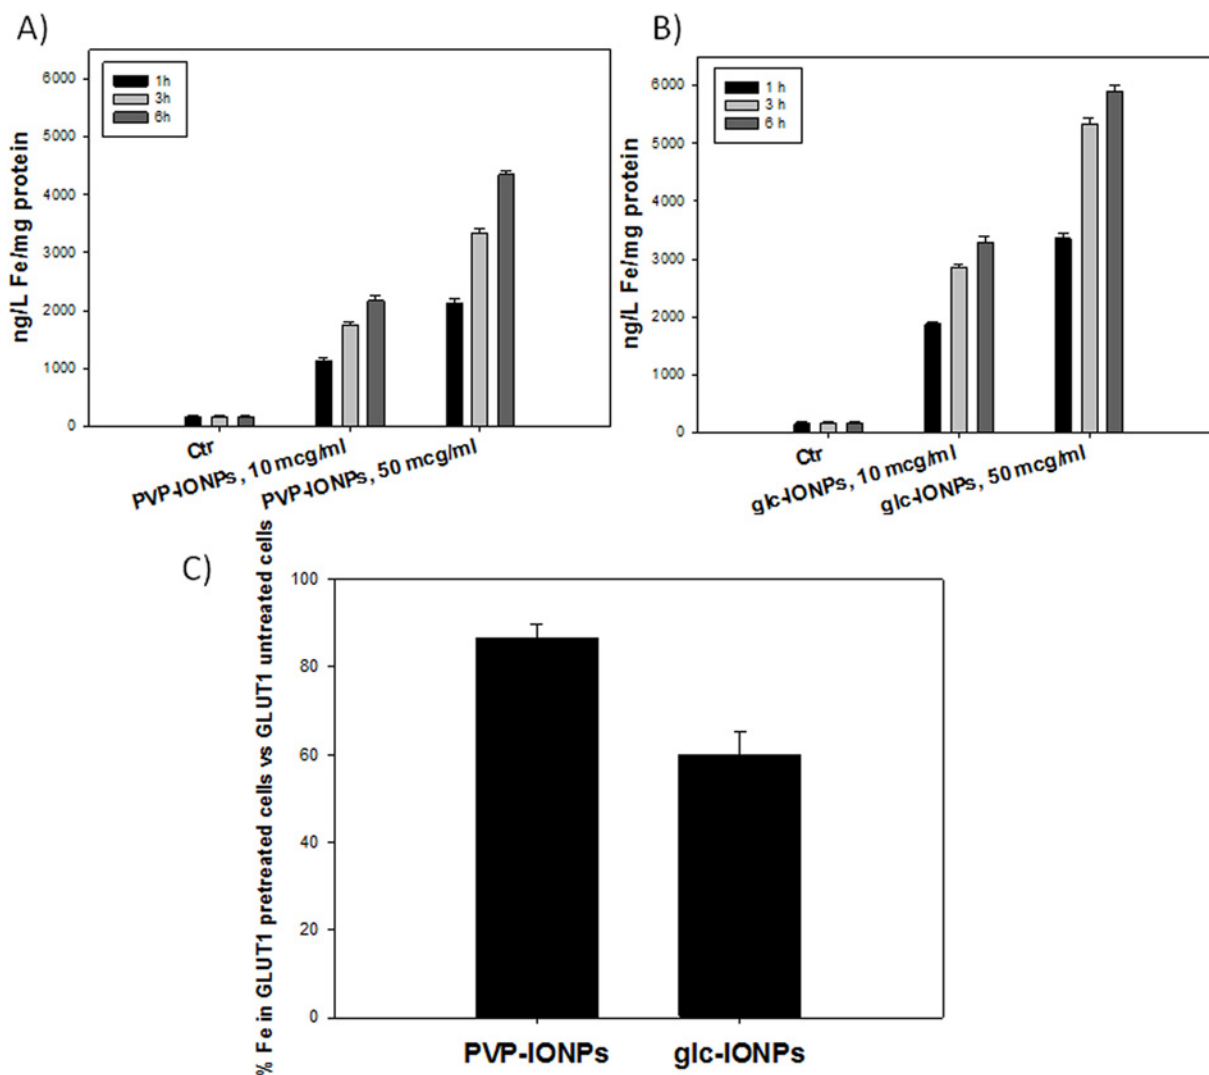 A)
1h
3h
6h
ng/L Fe/mg protein
6000
5000
4000
3000
2000
1000
0
Ctr
PVP-IONPs, 10 mcg/ml
PVP-IONPs, 50 mcg/ml
B)
1 h
3 h
6 h
ng/L Fe/mg protein
6000
5000
4000
3000
2000
1000
0
Ctr
glc-IONPs, 10 mcg/ml
glc-IONPs, 50 mcg/ml
C)
% Fe in GLUT1 pretreated cells vs GLUT1 untreated cells
100
80
60
40
20
0
PVP-IONPs
glc-IONPs